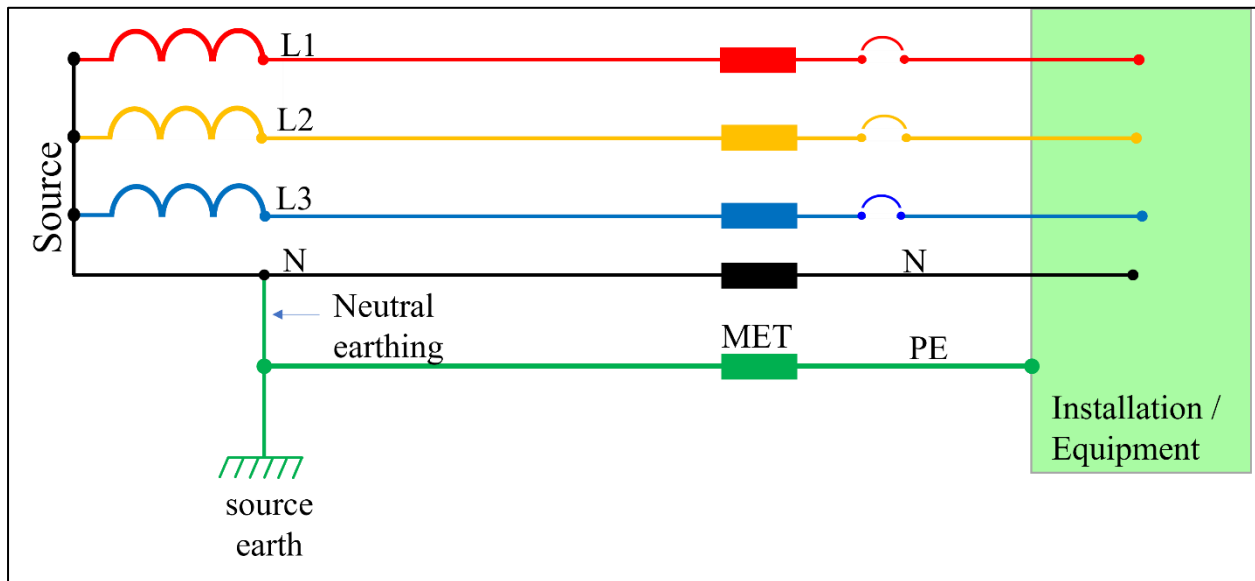 L1
L2
L3
Source
N
N
Neutral
earthing
MET
PE
Installation /
Equipment
source
earth